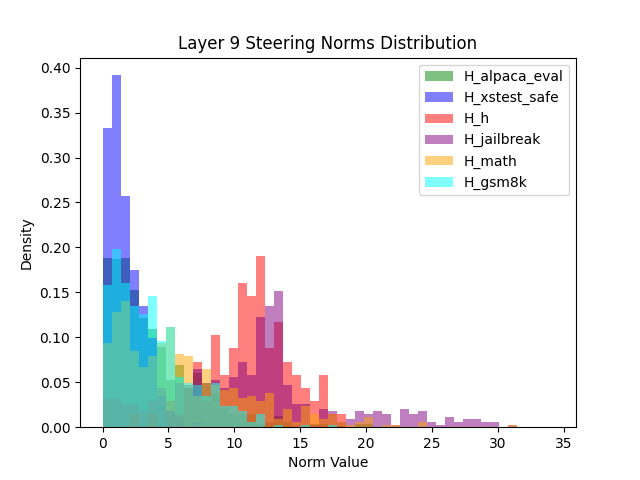 Layer 9 Steering Norms Distribution
H_alpaca_eval
H_xstest_safe
H_h
H_jailbreak
H_math
H_gsm8k
Density
0.40
0.35
0.30
0.25
0.20
0.15
0.10
0.05
0.00
0 5 10 15 20 25 30 35
Norm Value